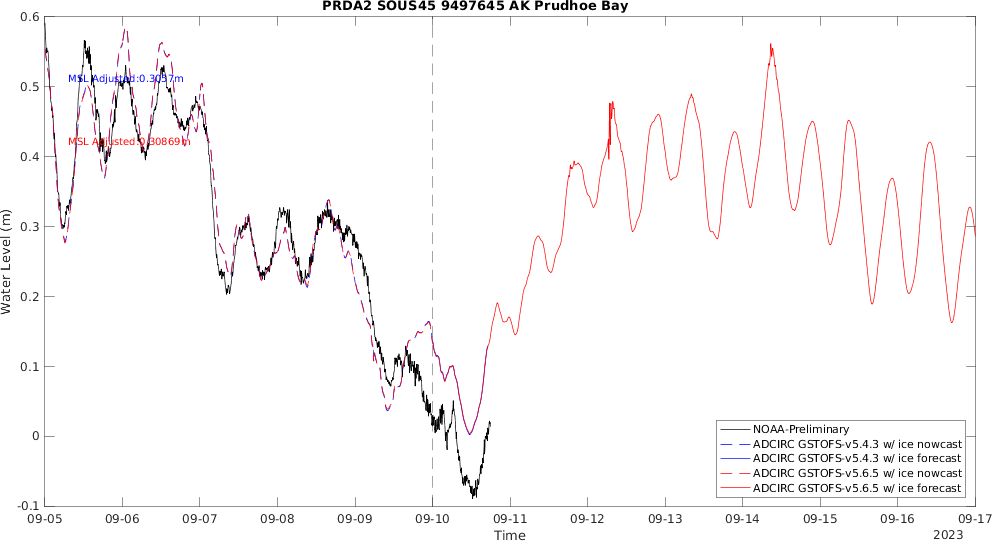 PRDA2 SOUS45 9497645 AK Prudhoe Bay
0.6
0.5
0.4
0.3
0.2
0.1
0
-0.1
Water Level (m)
MSL Adjusted:0.3097m
MSL Adjusted:0.30869m
NOAA-Preliminary
ADCIRC GSTOFS-v5.4.3 w/ ice nowcast
ADCIRC GSTOFS-v5.4.3 w/ ice forecast
ADCIRC GSTOFS-v5.6.5 w/ ice nowcast
ADCIRC GSTOFS-v5.6.5 w/ ice forecast
09-05 09-06 09-07 09-08 09-09 09-10 09-11 09-12 09-13 09-14 09-15 09-16 09-17
Time
2023